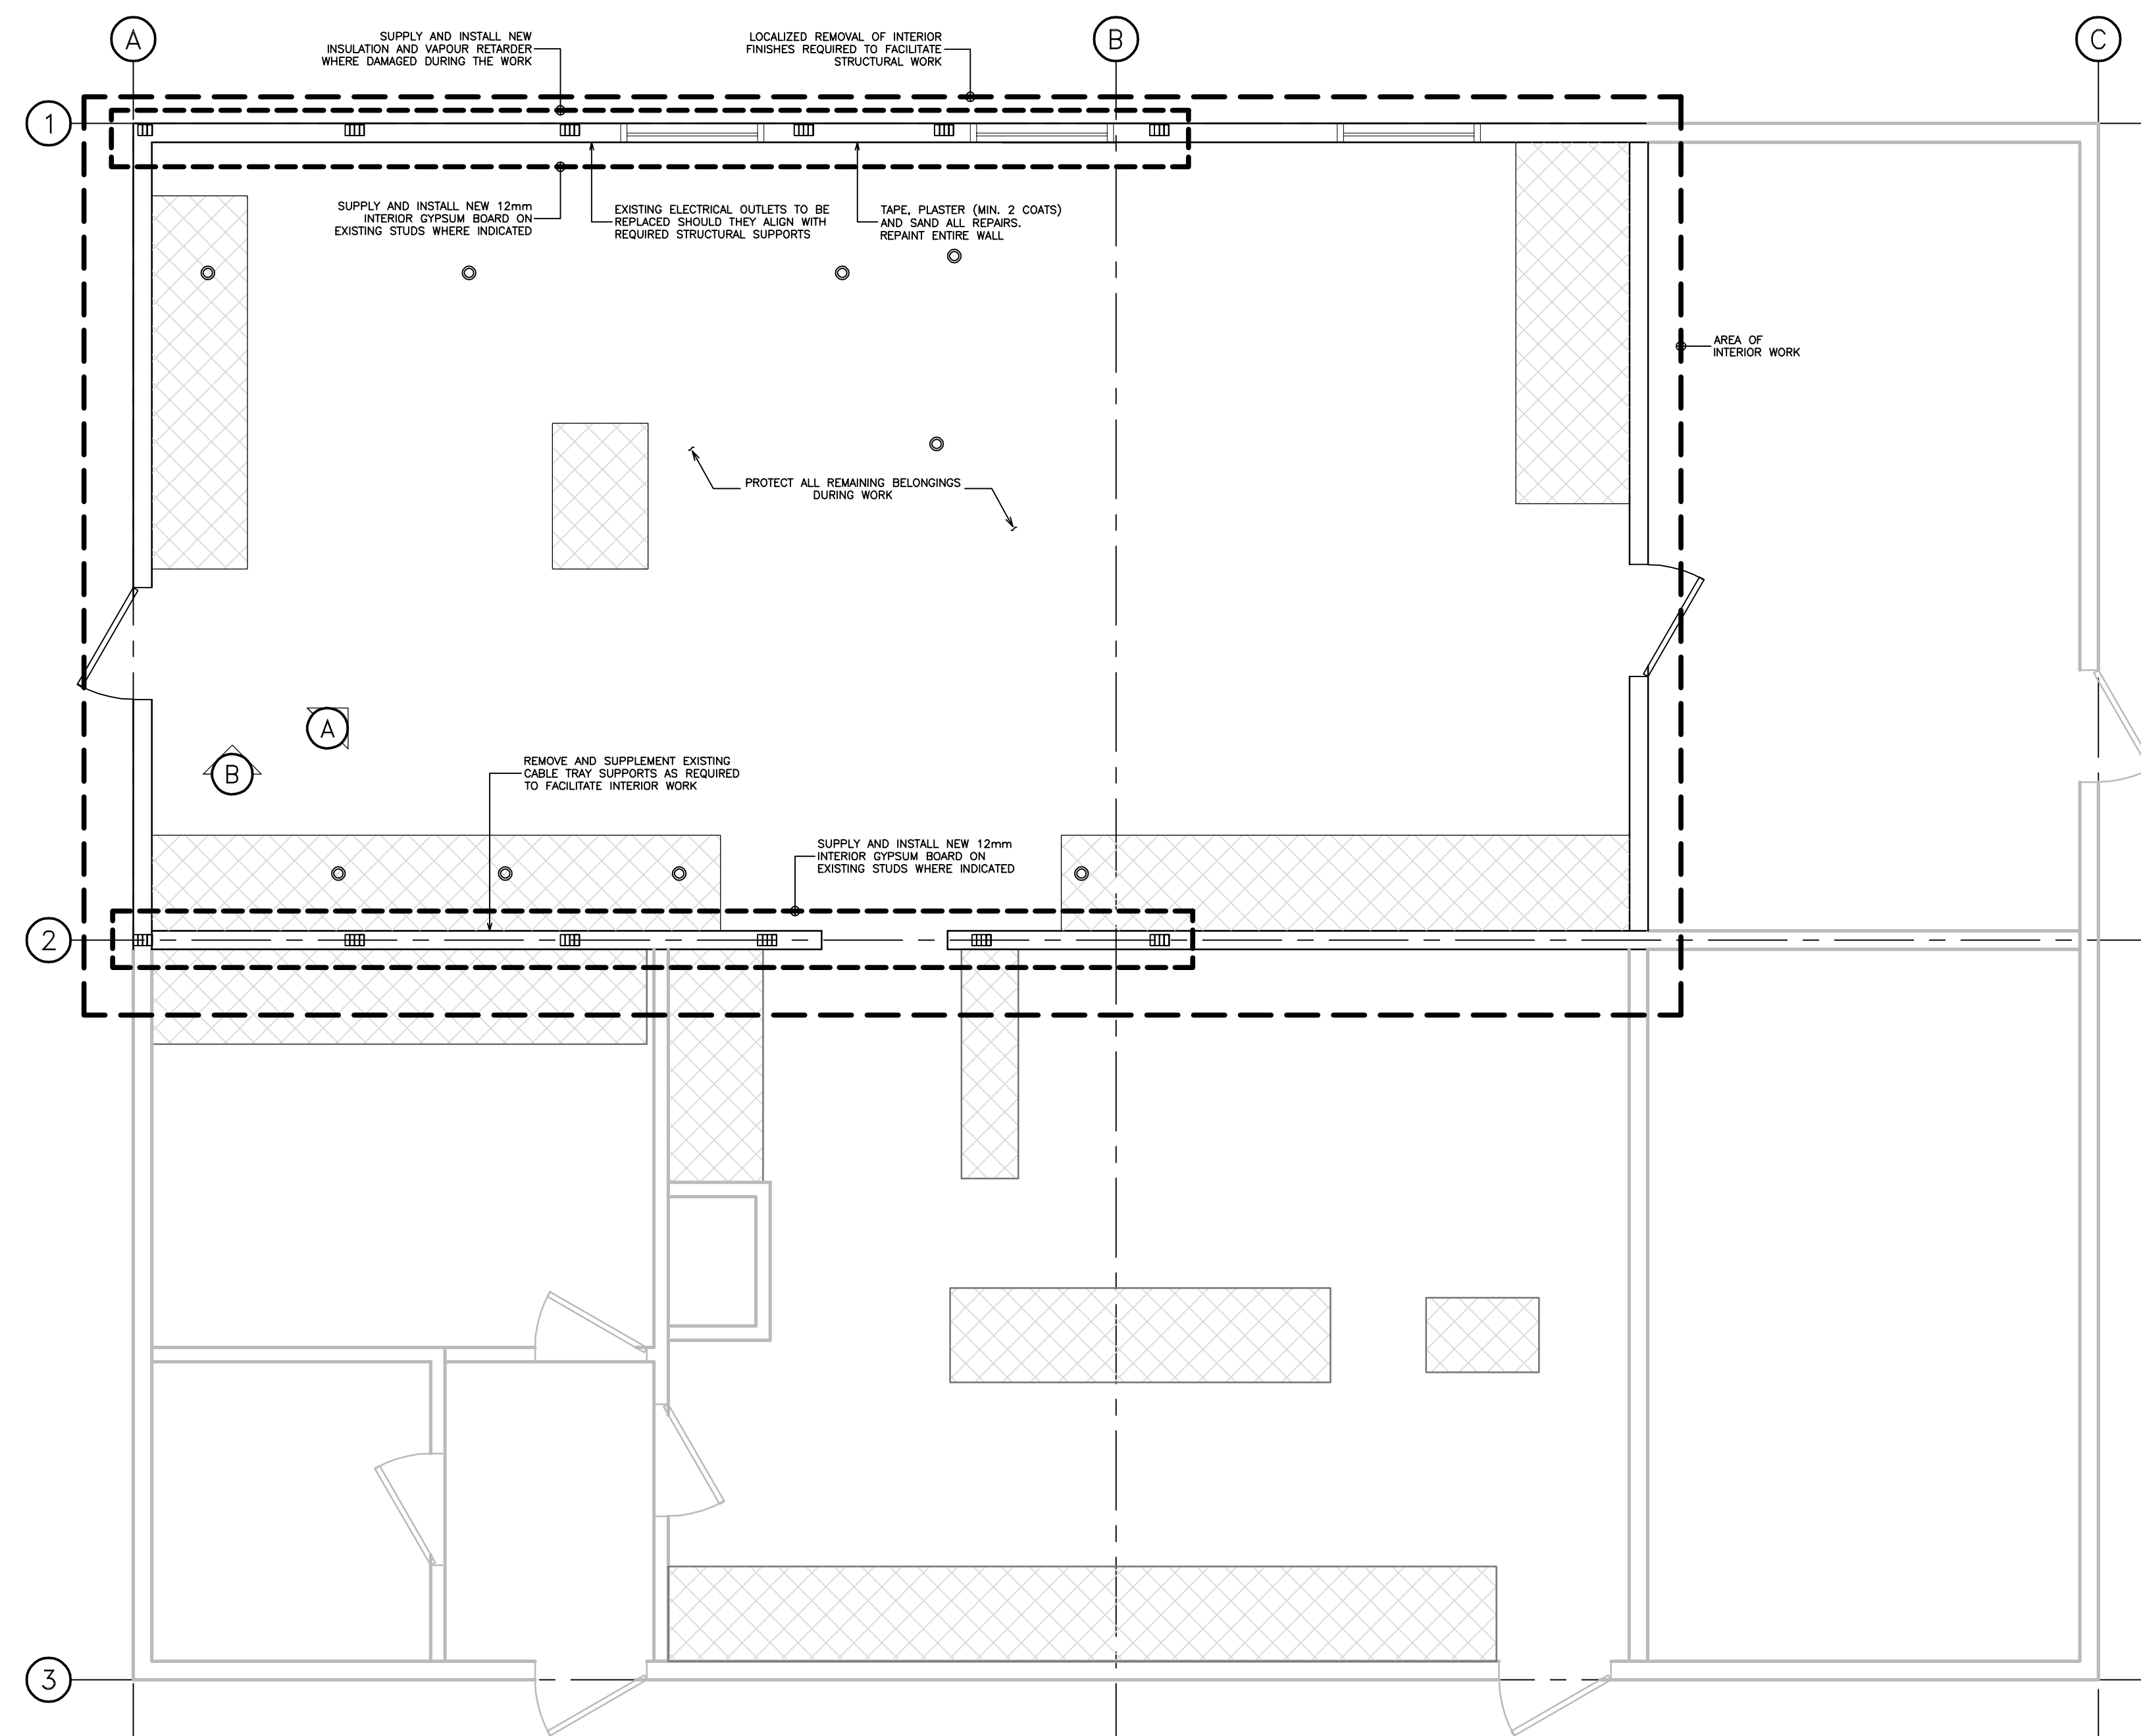 A
B
C
SUPPLY AND INSTALL NEW
INSULATION AND VAPOUR RETARDER
WHERE DAMAGED DURING THE WORK
LOCALIZED REMOVAL OF INTERIOR
FINISHES REQUIRED TO FACILITATE
STRUCTURAL WORK
1
SUPPLY AND INSTALL NEW 12mm
INTERIOR GYPSUM BOARD ON
EXISTING STUDS WHERE INDICATED
EXISTING ELECTRICAL OUTLETS TO BE
REPLACED SHOULD THEY ALIGN WITH
REQUIRED STRUCTURAL SUPPORTS
TAPE, PLASTER (MIN. 2 COATS)
AND SAND ALL REPAIRS.
REPAINT ENTIRE WALL
AREA OF
INTERIOR WORK
PROTECT ALL REMAINING BELONGINGS
DURING WORK
A
B
REMOVE AND SUPPLEMENT EXISTING
CABLE TRAY SUPPORTS AS REQUIRED
TO FACILITATE INTERIOR WORK
SUPPLY AND INSTALL NEW 12mm
INTERIOR GYPSUM BOARD ON
EXISTING STUDS WHERE INDICATED
2
3